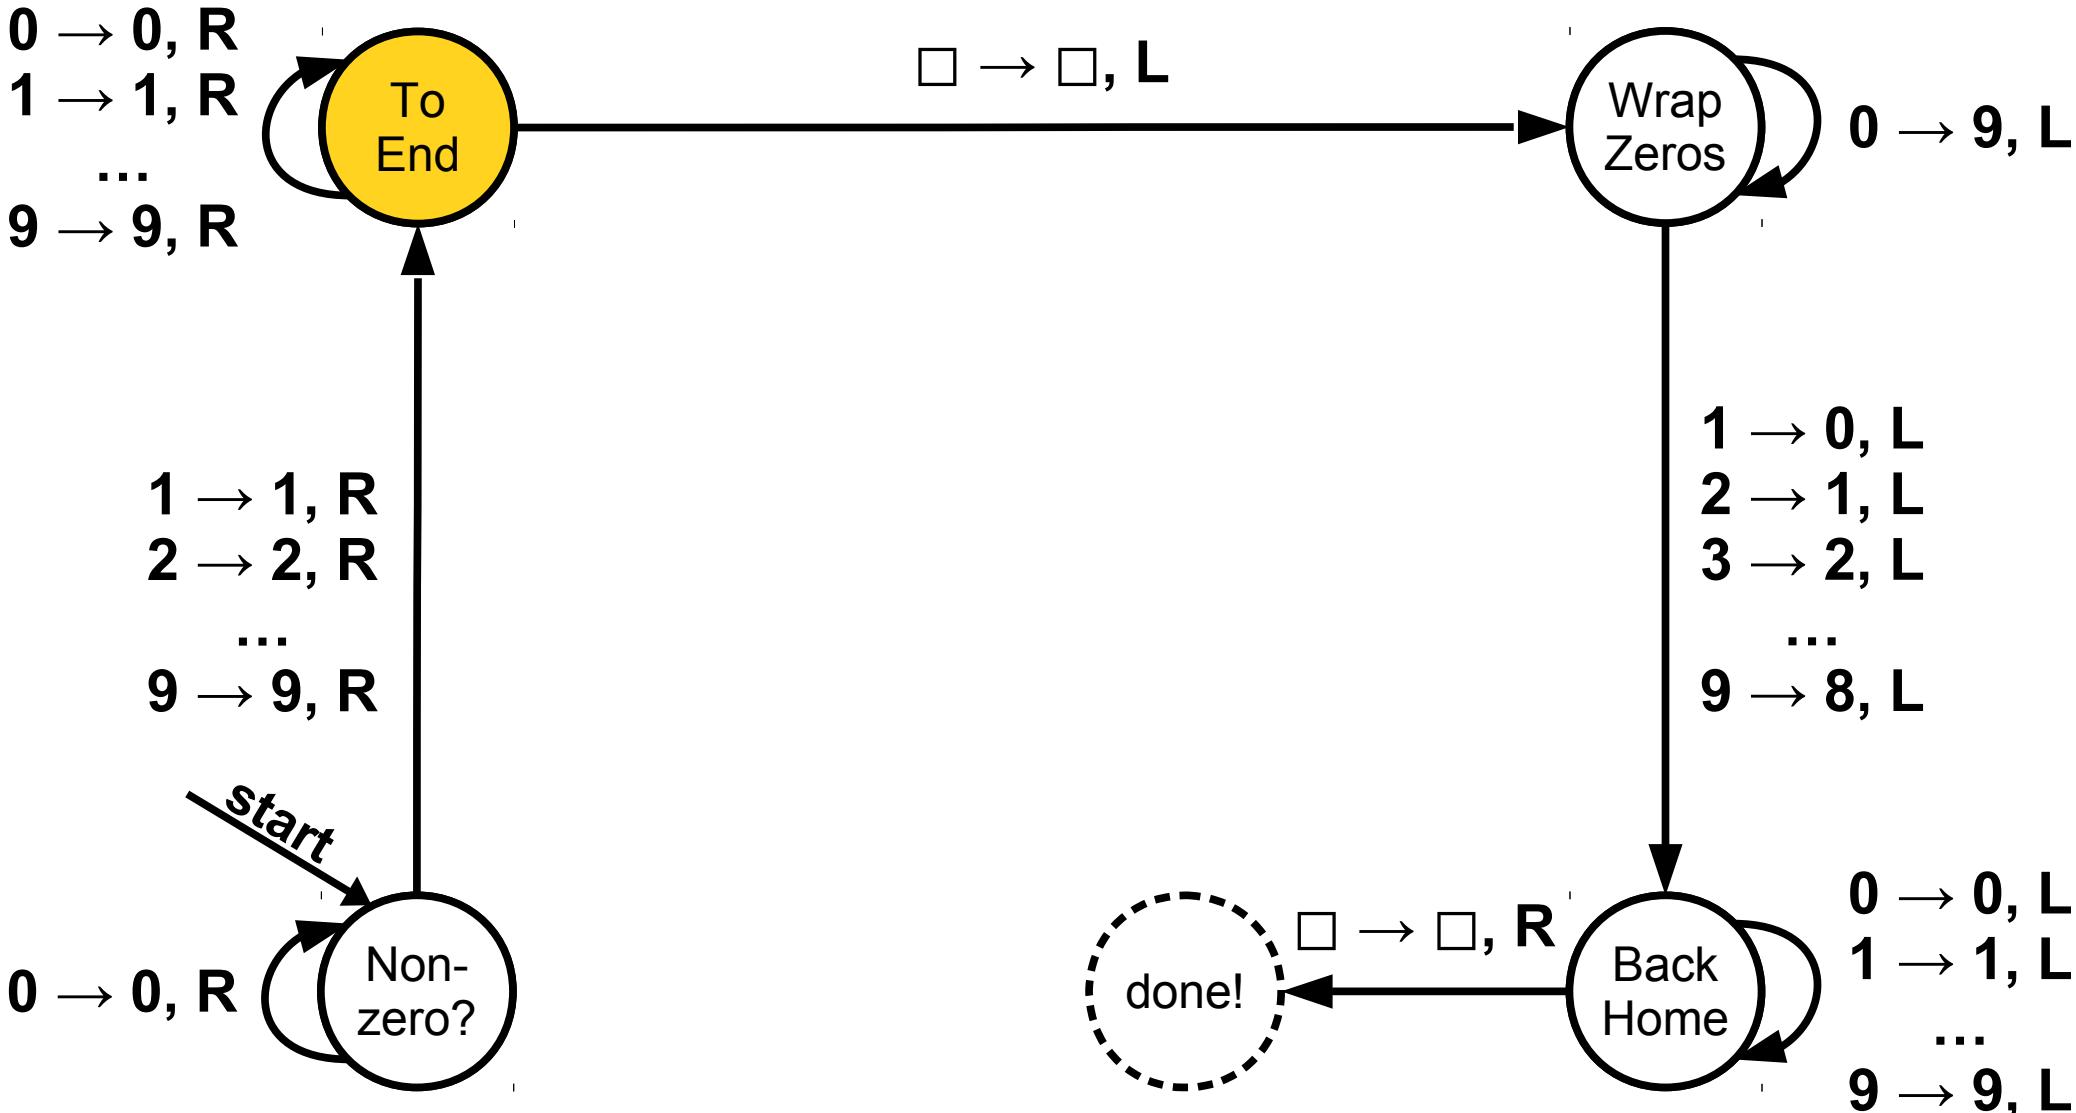 0 → 0, R
1 → 1, R
…
9 → 9, R
To
End
□ → □, L
Wrap
Zeros
0 → 9, L
1 → 1, R
2 → 2, R
…
9 → 9, R
1 → 0, L
2 → 1, L
3 → 2, L
…
9 → 8, L
start
Non-
zero?
0 → 0, R
done!
□ → □, R
Back
Home
0 → 0, L
1 → 1, L
…
9 → 9, L